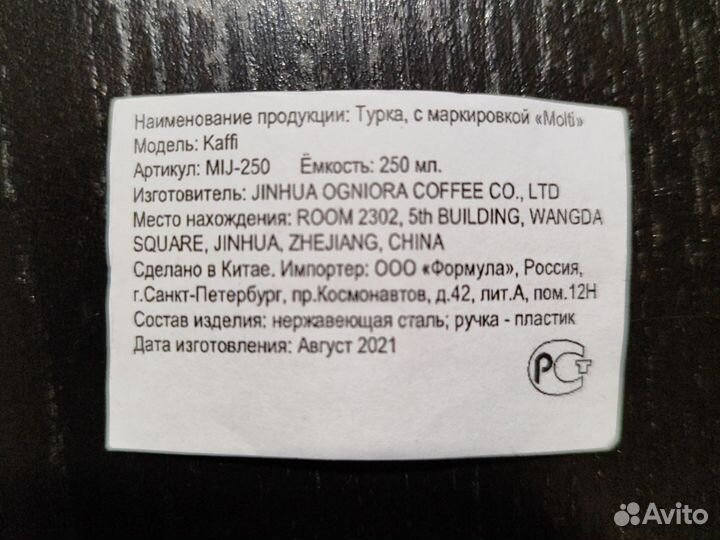 Наименование продукции: Турка, с маркировкой «Molti»
Модель: Kaffi
Артикул: MIJ-250 Ёмкость: 250 мл.
Изготовитель: JINHUA OGNIORA COFFEE CO., LTD
Место нахождения: ROOM 2302, 5th BUILDING, WANGDA
SQUARE, JINHUA, ZHEJIANG, CHINA
Сделано в Китае. Импортер: ООО «Формула», Россия,
г.Санкт-Петербург, пр.Космонавтов, д.42, лит.А, пом.12Н
Состав изделия: нержавеющая сталь; ручка - пластик
Дата изготовления: Август 2021
РСТ
Avito